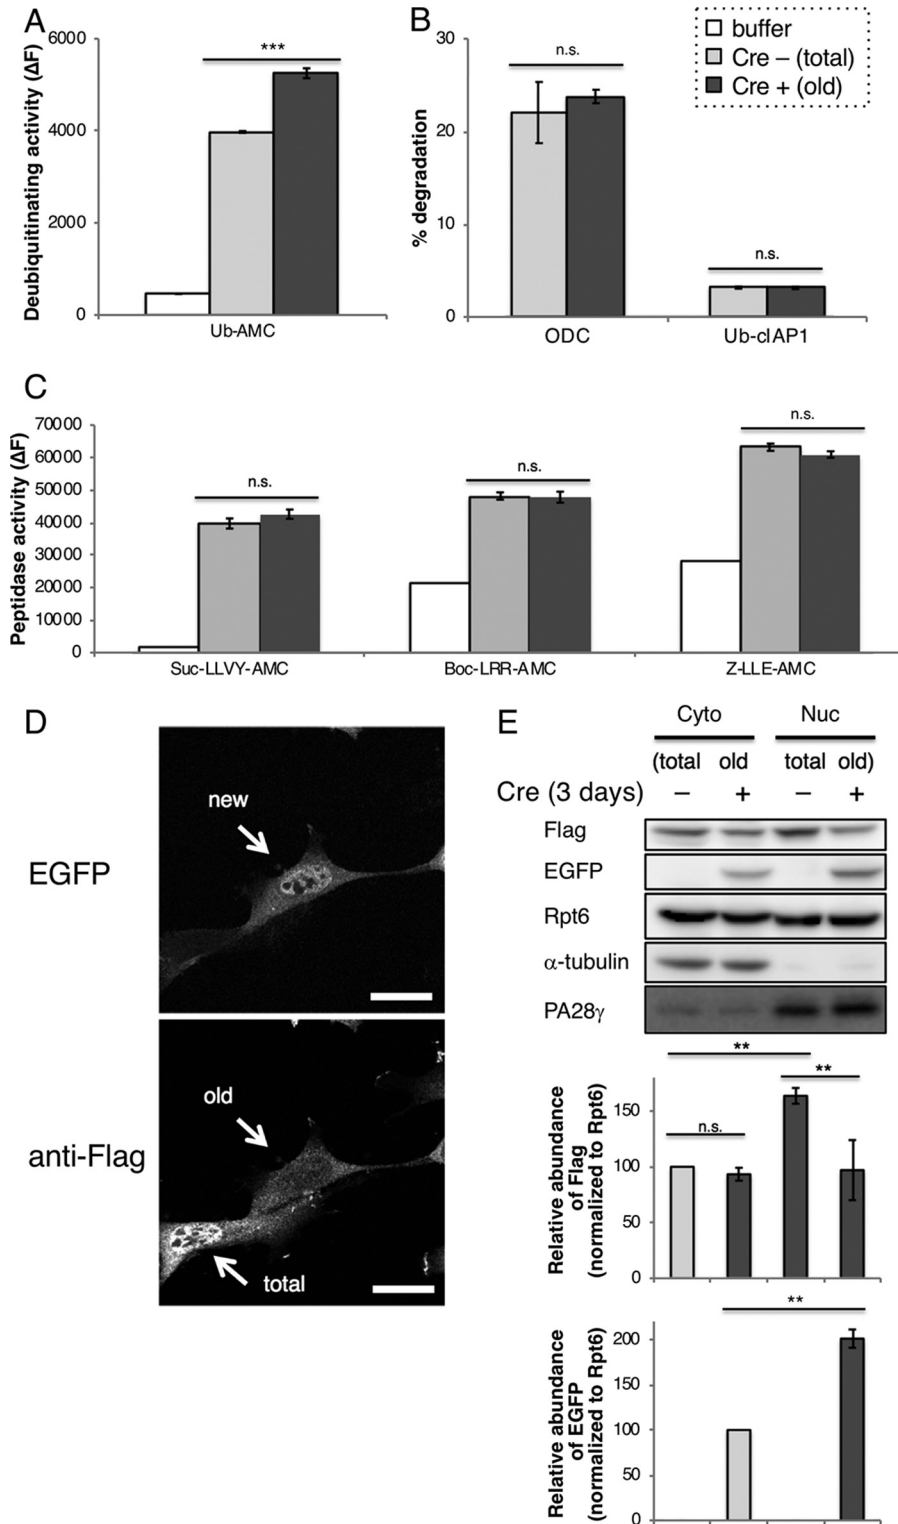 A
Deubiquitinating activity (ΔF)
6000
4000
2000
0
***
Ub-AMC
B
% degradation
30
20
10
0
n.s.
n.s.
ODC
Ub-cIAP1
buffer
Cre – (total)
Cre + (old)
C
Peptidase activity (ΔF)
70000
60000
50000
40000
30000
20000
10000
0
n.s.
n.s.
n.s.
Suc-LLVY-AMC
Boc-LRR-AMC
Z-LLE-AMC
D
EGFP
new
anti-Flag
old
total
E
Cyto
Nuc
(total old
total old)
Cre (3 days) – + – +
Flag
EGFP
Rpt6
α-tubulin
PA28γ
Relative abundance
of Flag
(normalized to Rpt6)
150
100
50
0
**
**
n.s.
Relative abundance
of EGFP
(normalized to Rpt6)
200
150
100
50
0
**